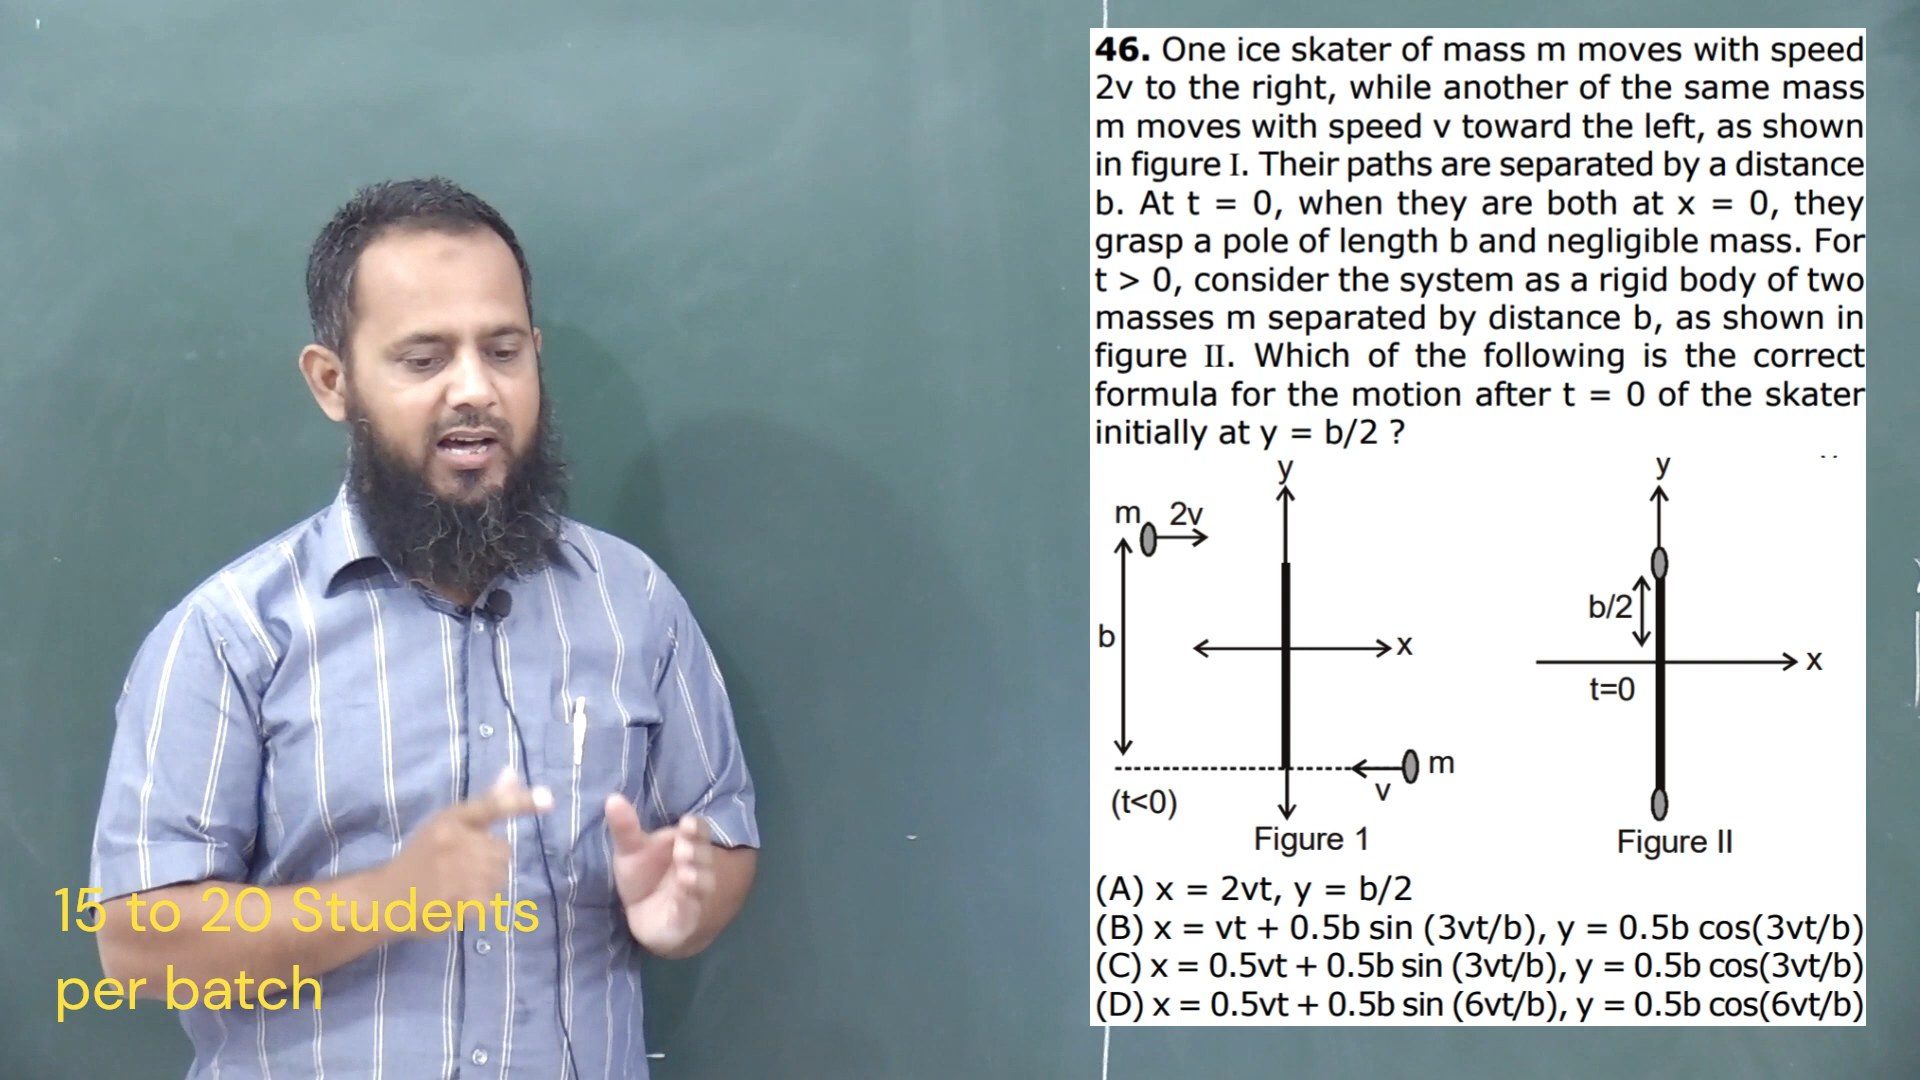 46. One ice skater of mass m moves with speed
2v to the right, while another of the same mass
m moves with speed v toward the left, as shown
in figure I. Their paths are separated by a distance
b. At t = 0, when they are both at x = 0, they
grasp a pole of length b and negligible mass. For
t > 0, consider the system as a rigid body of two
masses m separated by distance b, as shown in
figure II. Which of the following is the correct
formula for the motion after t = 0 of the skater
initially at y = b/2 ?
y
m 2v
b
x
m
v
(t<0)
Figure 1
y
b/2
x
t=0
Figure II
(A) x = 2vt, y = b/2
(B) x = vt + 0.5b sin (3vt/b), y = 0.5b cos(3vt/b)
(C) x = 0.5vt + 0.5b sin (3vt/b), y = 0.5b cos(3vt/b)
(D) x = 0.5vt + 0.5b sin (6vt/b), y = 0.5b cos(6vt/b)
15 to 20 Students
per batch